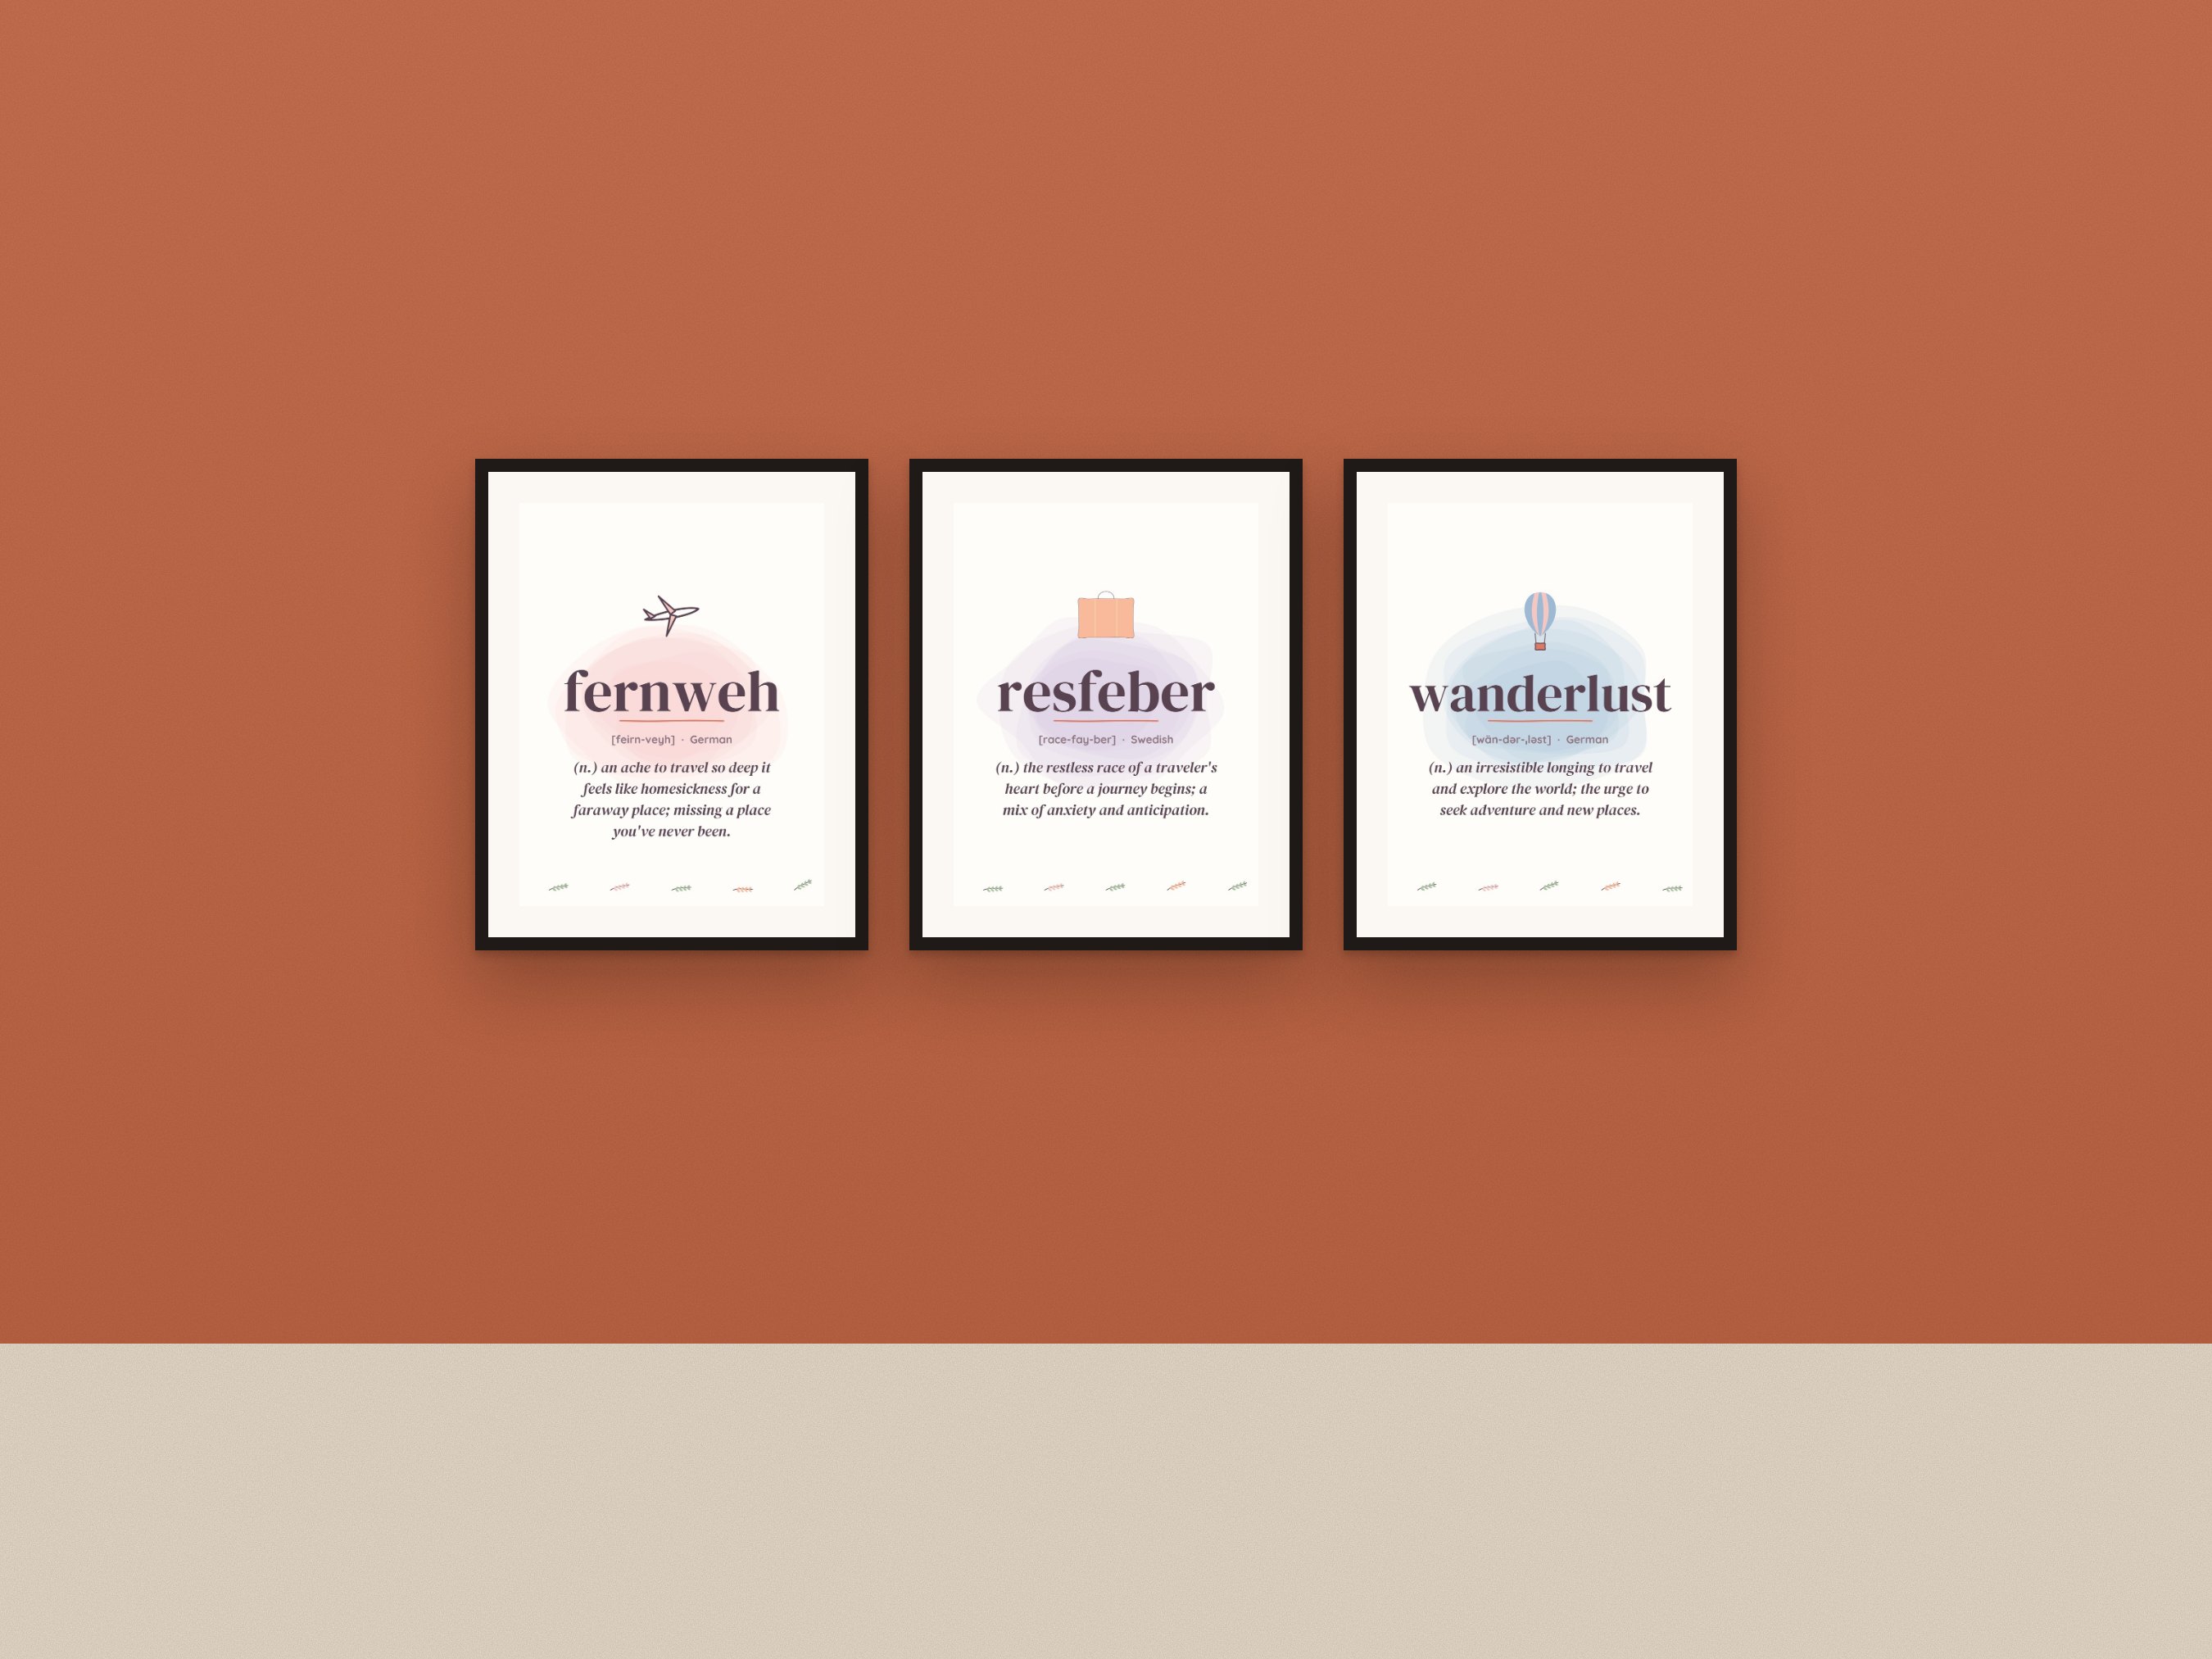 fernweh
[feirn-veyh] · German
(n.) an ache to travel so deep it
feels like homesickness for a
faraway place; missing a place
you've never been.
resfeber
[race-fay-ber] · Swedish
(n.) the restless race of a traveler's
heart before a journey begins; a
mix of anxiety and anticipation.
wanderlust
[wän-dər-ˌləst] · German
(n.) an irresistible longing to travel
and explore the world; the urge to
seek adventure and new places.